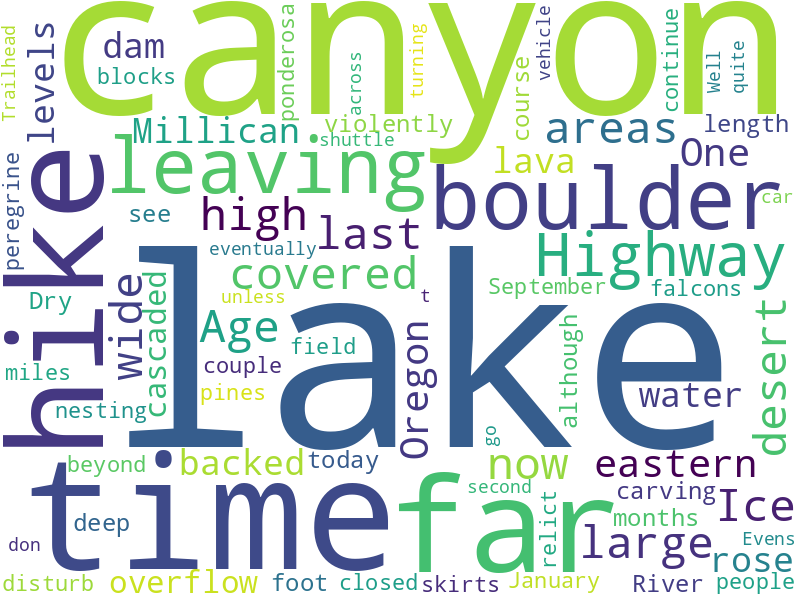 canyon
Trailhead
levels
dam
blocks
ponderosa
across
turning
vehicle
course
continue
Well
quite
Millican
violently
shuttle
areas
length
hike
leaving
lava
One
peregrine
see
high
last
boulder
car
eventually
covered
Highway
Dry
wide
cascaded
unless
t
September
falcons
Age
field
Oregon
although
desert
miles
couple
pines
lake
water
nesting
go
beyond
backed
today
now
eastern
time
far
second
carving
Ice
deep
relict
months
don
large
Evens
rose
disturb
overflow
foot
closed
skirts
January
River
people